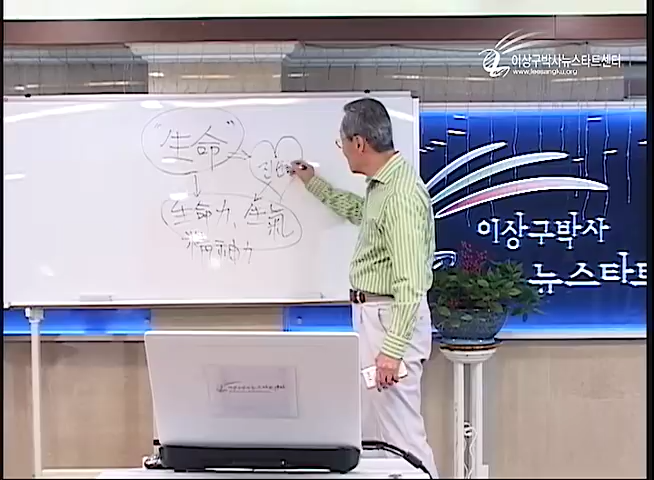 이상구박사뉴스타트센터
www.leesangku.org
"生命"
生命力, 生氣
精神力
이상구박사
뉴스타트